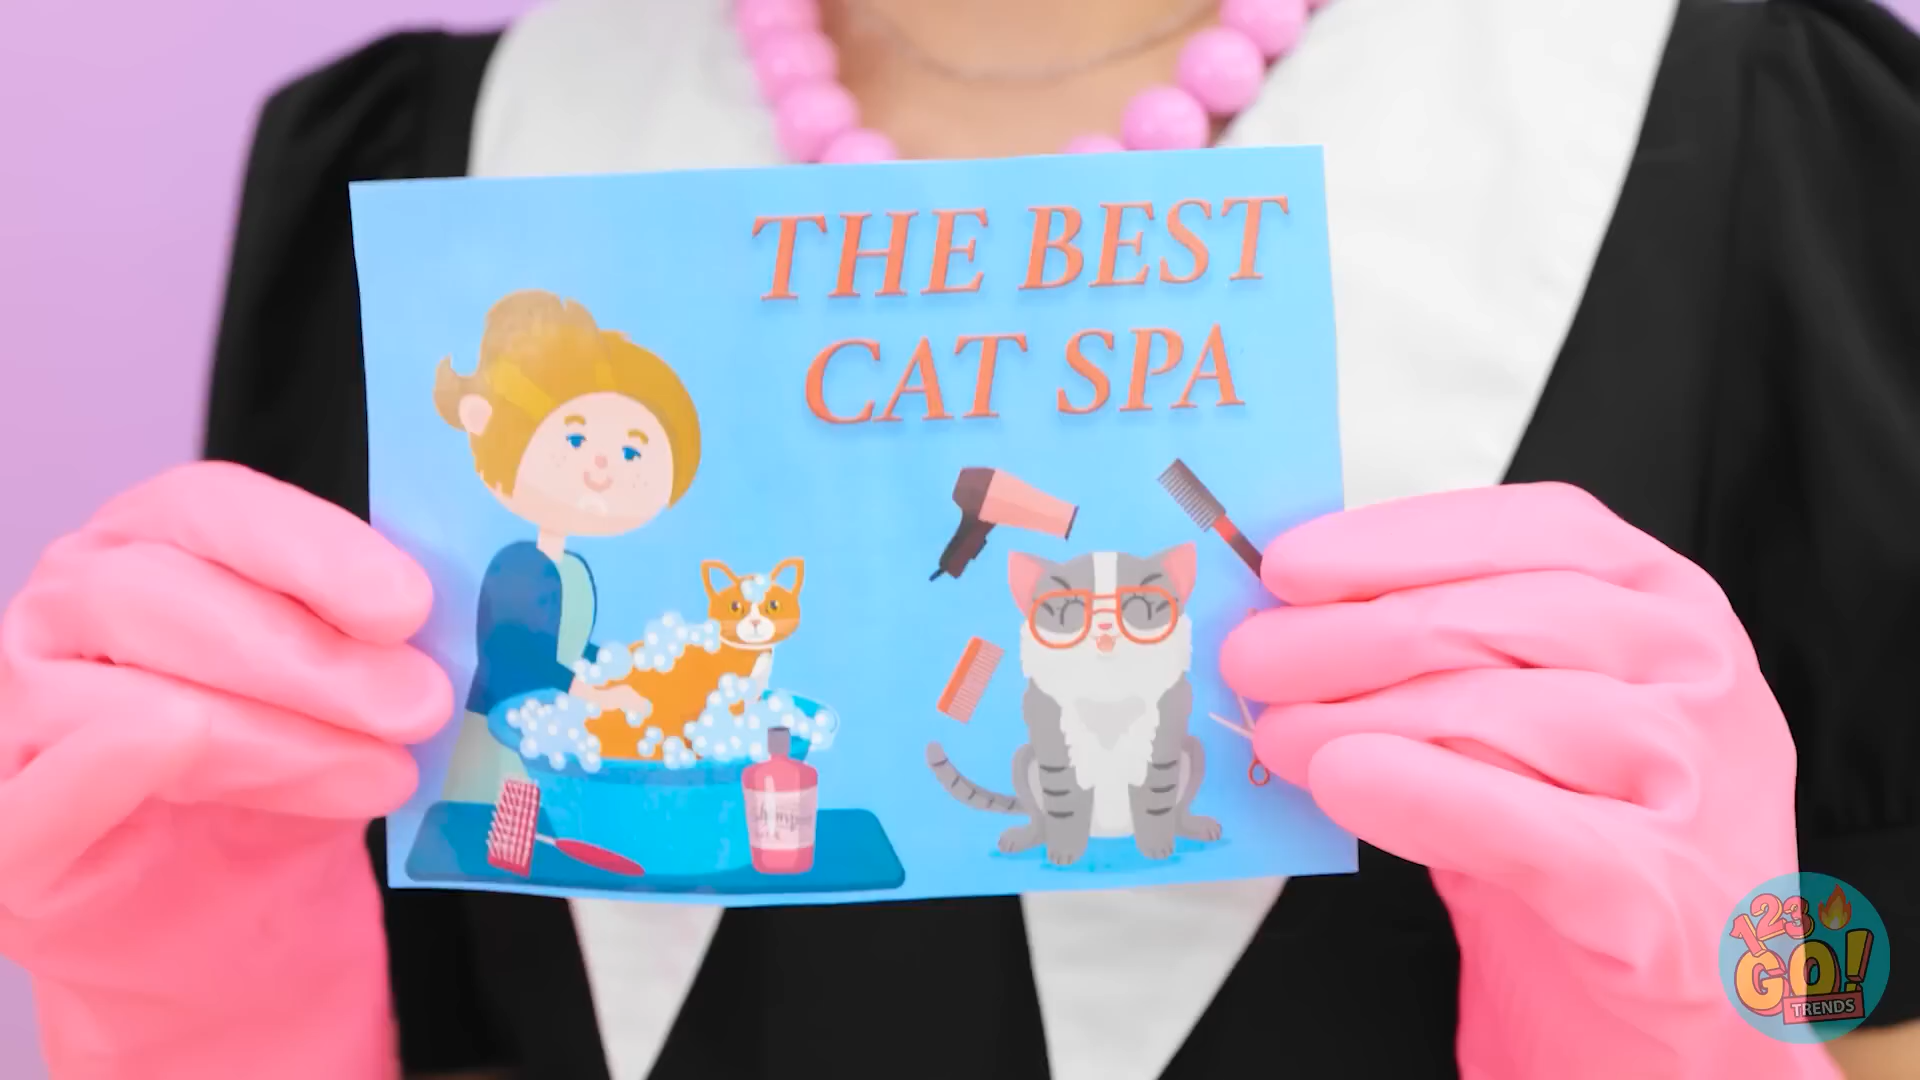 THE BEST
CAT SPA
123
GO!
TRENDS